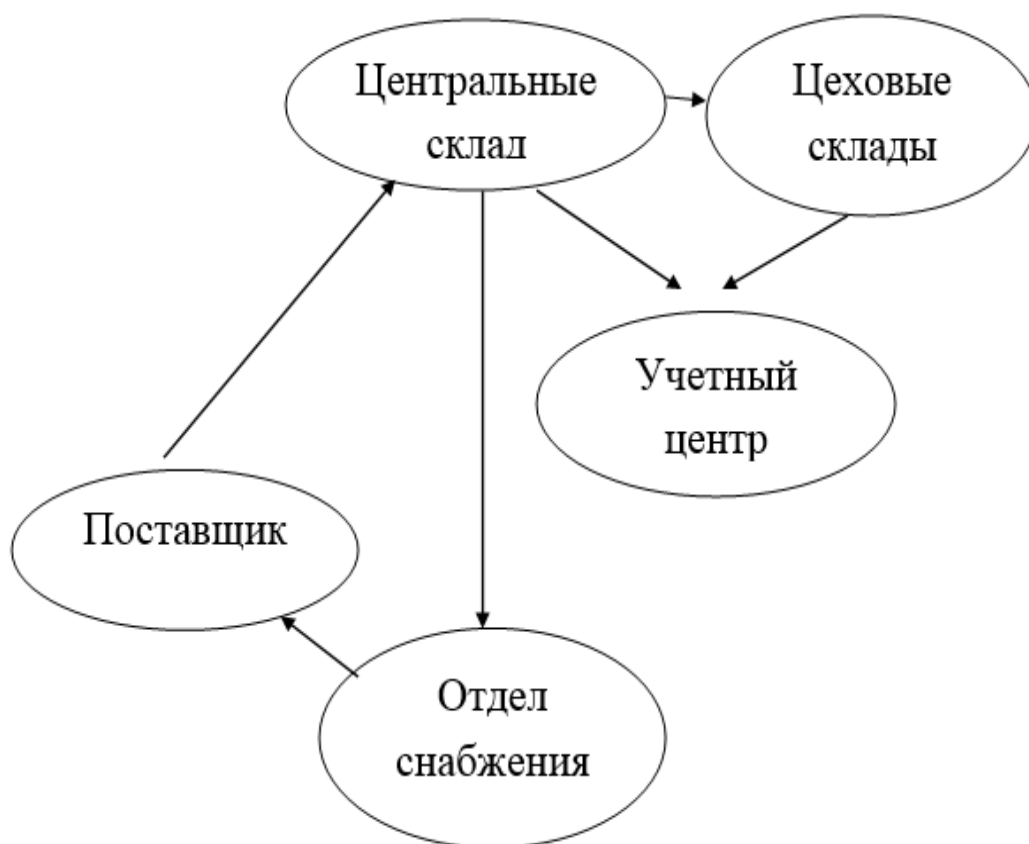 Центральные
склад
Цеховые
склады
Учетный
центр
Поставщик
Отдел
снабжения